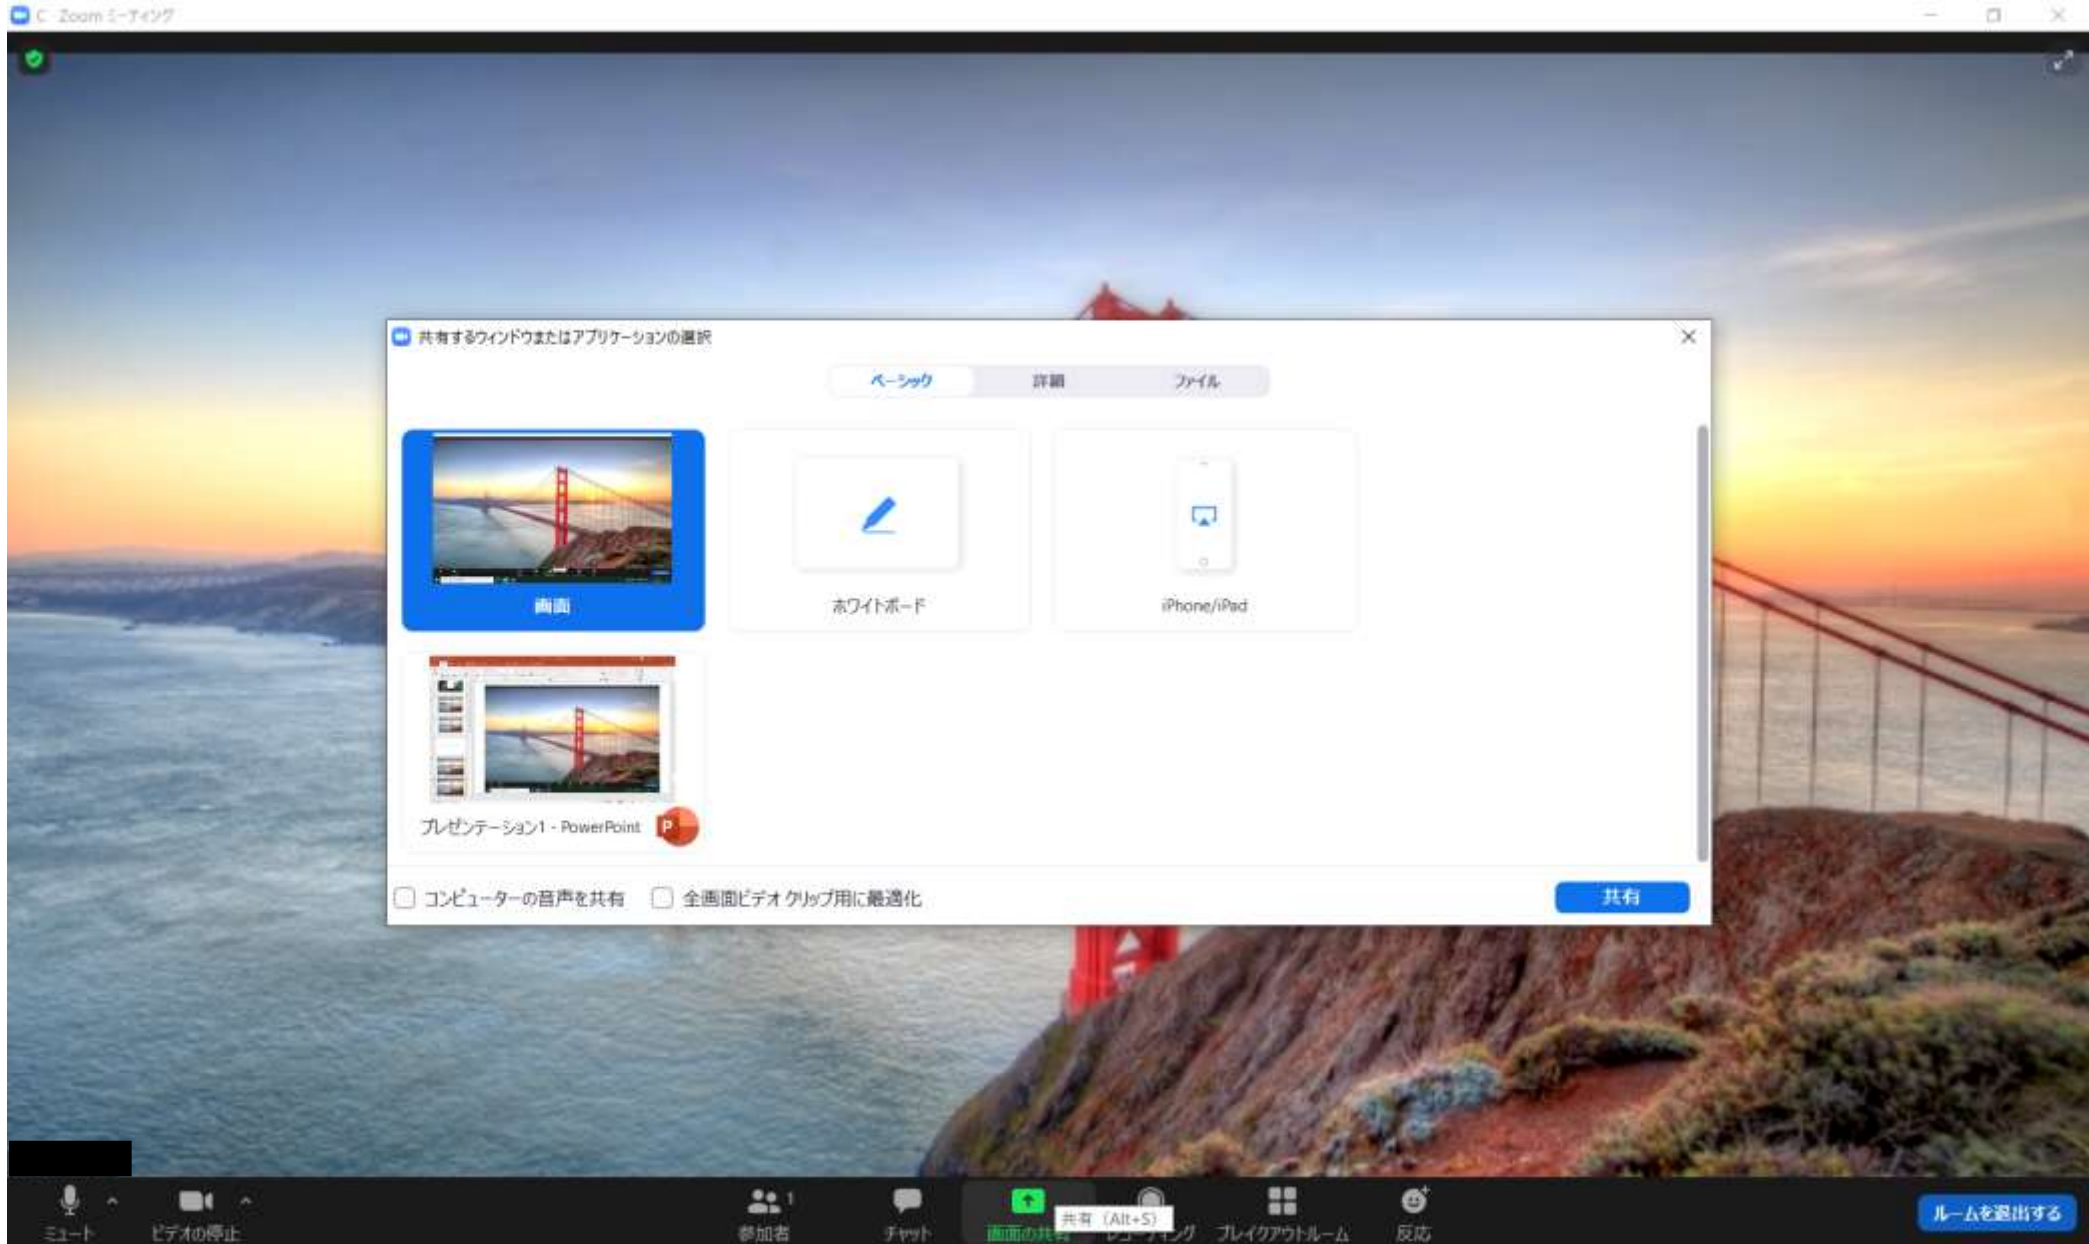 C Zoom ミーティング
共有するウィンドウまたはアプリケーションの選択
ベーシック 詳細 ファイル
画面 ホワイトボード iPhone/iPad
プレゼンテーション1 - PowerPoint
コンピューターの音声を共有 全画面ビデオ クリップ用に最適化 共有
1
共有 (Alt+S)
ミュート ビデオの停止 参加者 チャット 画面の共有 レコーディング ブレイクアウトルーム 反応
ルームを退出する